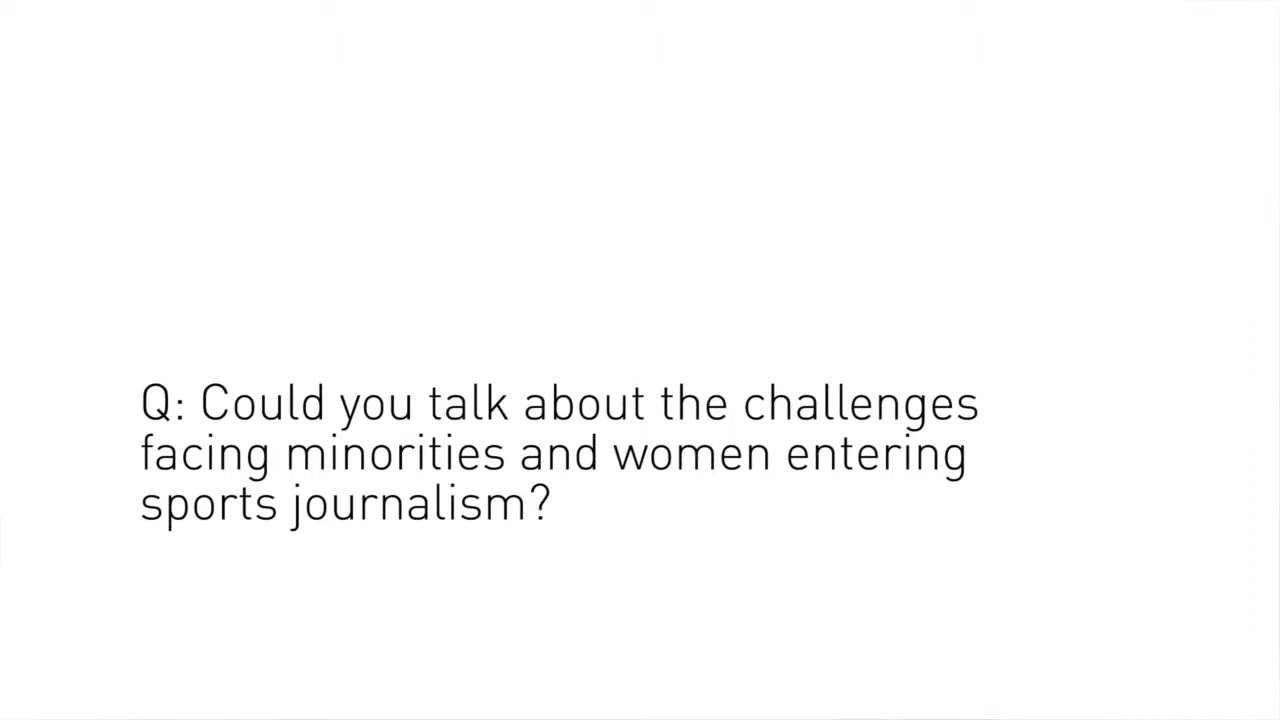 Q: Could you talk about the challenges
facing minorities and women entering
sports journalism?